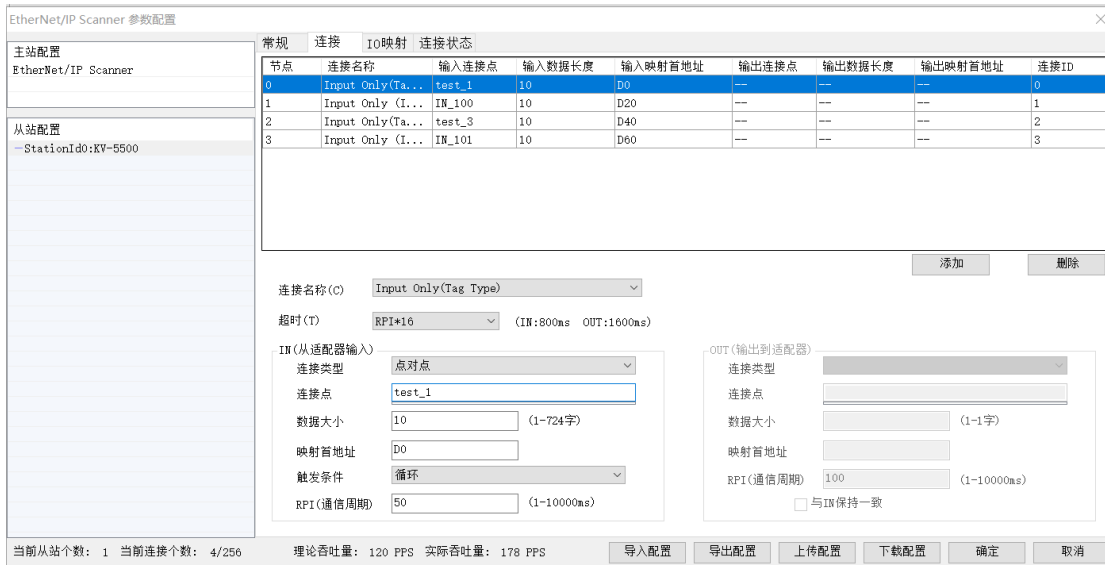 EtherNet/IP Scanner 参数配置
主站配置
EtherNet/IP Scanner
从站配置
StationId0:KV-5500
常规 连接 IO映射 连接状态
节点 连接名称 输入连接点 输入数据长度 输入映射首地址 输出连接点 输出数据长度 输出映射首地址 连接ID
0 Input Only(Ta... test_1 10 D0 -- -- -- 0
1 Input Only (I... IN_100 10 D20 -- -- -- 1
2 Input Only(Ta... test_3 10 D40 -- -- -- 2
3 Input Only (I... IN_101 10 D60 -- -- -- 3
添加 删除
连接名称(C) Input Only(Tag Type)
超时(T) RPI*16 (IN:800ms OUT:1600ms)
IN(从适配器输入)
连接类型 点对点
连接点 test_1
数据大小 10 (1-724字)
映射首地址 D0
触发条件 循环
RPI(通信周期) 50 (1-10000ms)
OUT(输出到适配器)
连接类型
连接点
数据大小 (1-1字)
映射首地址
RPI(通信周期) 100 (1-10000ms)
与IN保持一致
当前从站个数: 1 当前连接个数: 4/256 理论吞吐量: 120 PPS 实际吞吐量: 178 PPS 导入配置 导出配置 上传配置 下载配置 确定 取消